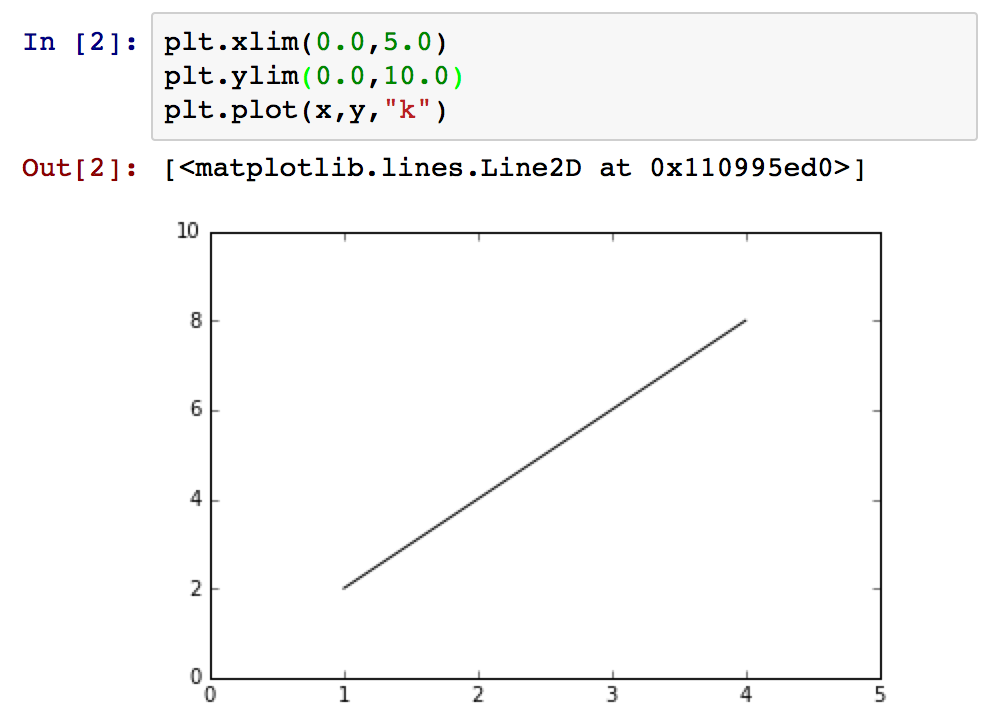 In [2]: plt.xlim(0.0,5.0)
plt.ylim(0.0,10.0)
plt.plot(x,y,"k")
Out[2]: [<matplotlib.lines.Line2D at 0x110995ed0>]
10
8
6
4
2
0
0 1 2 3 4 5